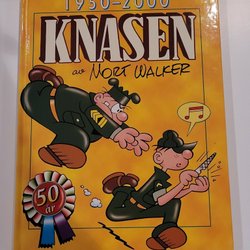 1950-2000
KNASEN
av MORT WALKER
50
år